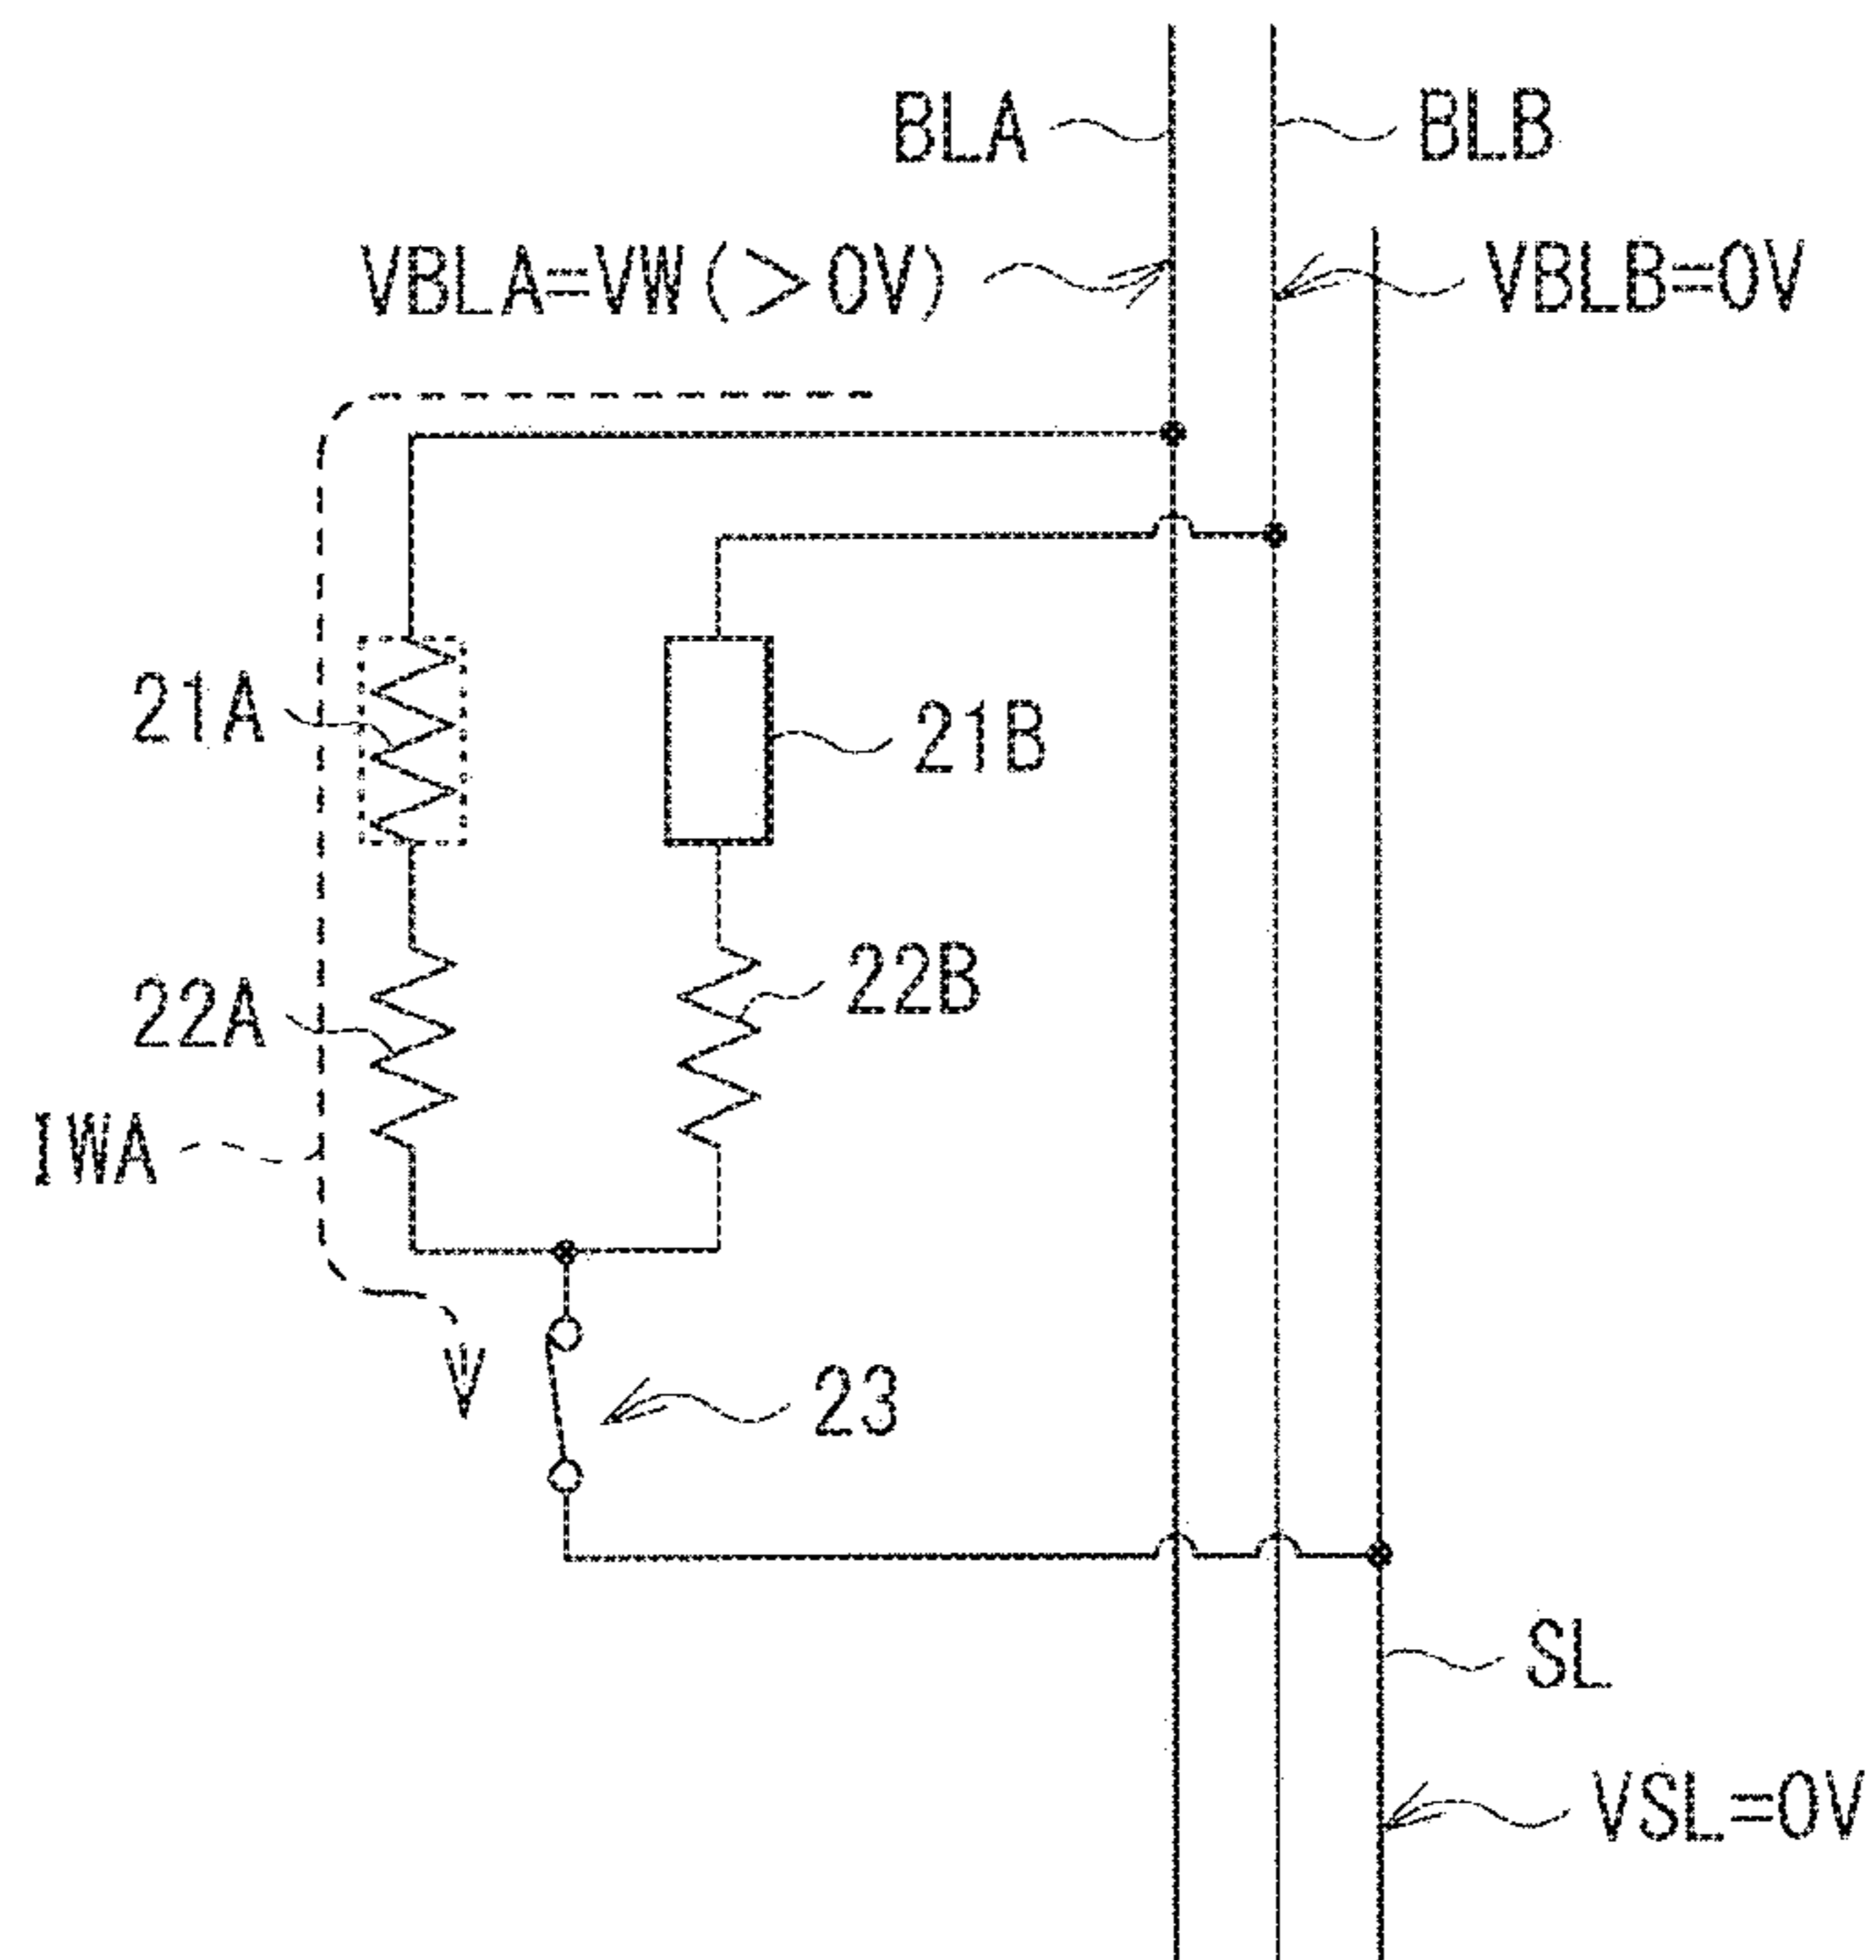 BLA
BLB
VBLA=VW(>0V)
VBLB=0V
21A
21B
22A
22B
IWA
23
SL
VSL=0V